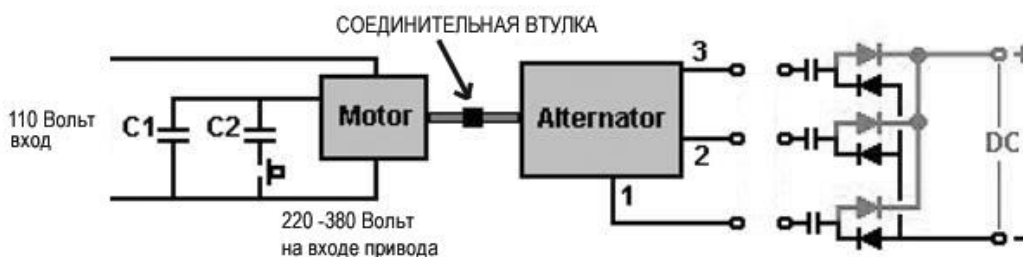 СОЕДИНИТЕЛЬНАЯ ВТУЛКА
110 Вольт
вход
C1
C2
Motor
Alternator
3
2
1
DC
+
-
220 -380 Вольт
на входе привода